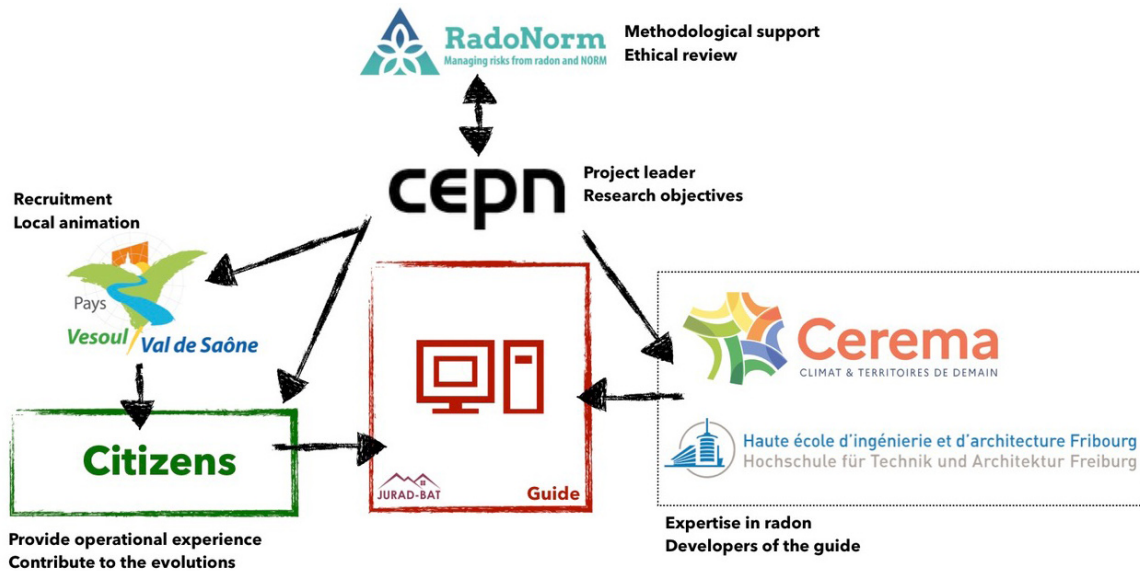 RadoNorm
Managing risks from radon and NORM
Methodological support
Ethical review
cepn
Project leader
Research objectives
Recruitment
Local animation
Pays
Vesoul
Val de Saône
Citizens
Provide operational experience
Contribute to the evolutions
JURAD-BAT
Guide
Cerema
CLIMAT & TERRITOIRES DE DEMAIN
Haute école d'ingénierie et d'architecture Fribourg
Hochschule für Technik und Architektur Freiburg
Expertise in radon
Developers of the guide